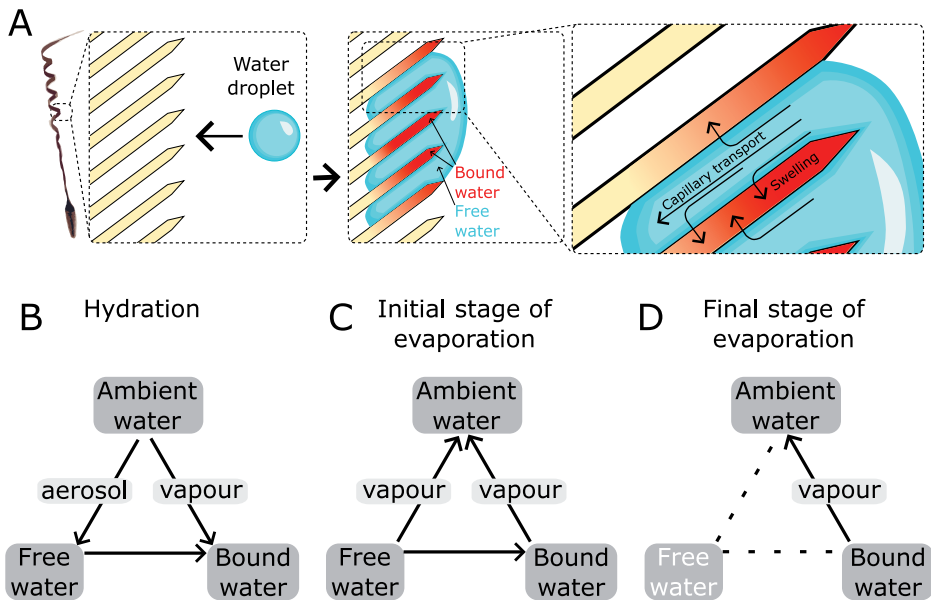 A
Water
droplet
Bound
water
Free
water
Capillary transport
Swelling
B
Hydration
Ambient
water
aerosol
vapour
Free
water
Bound
water
C
Initial stage of
evaporation
Ambient
water
vapour
vapour
Free
water
Bound
water
D
Final stage of
evaporation
Ambient
water
vapour
Free
water
Bound
water